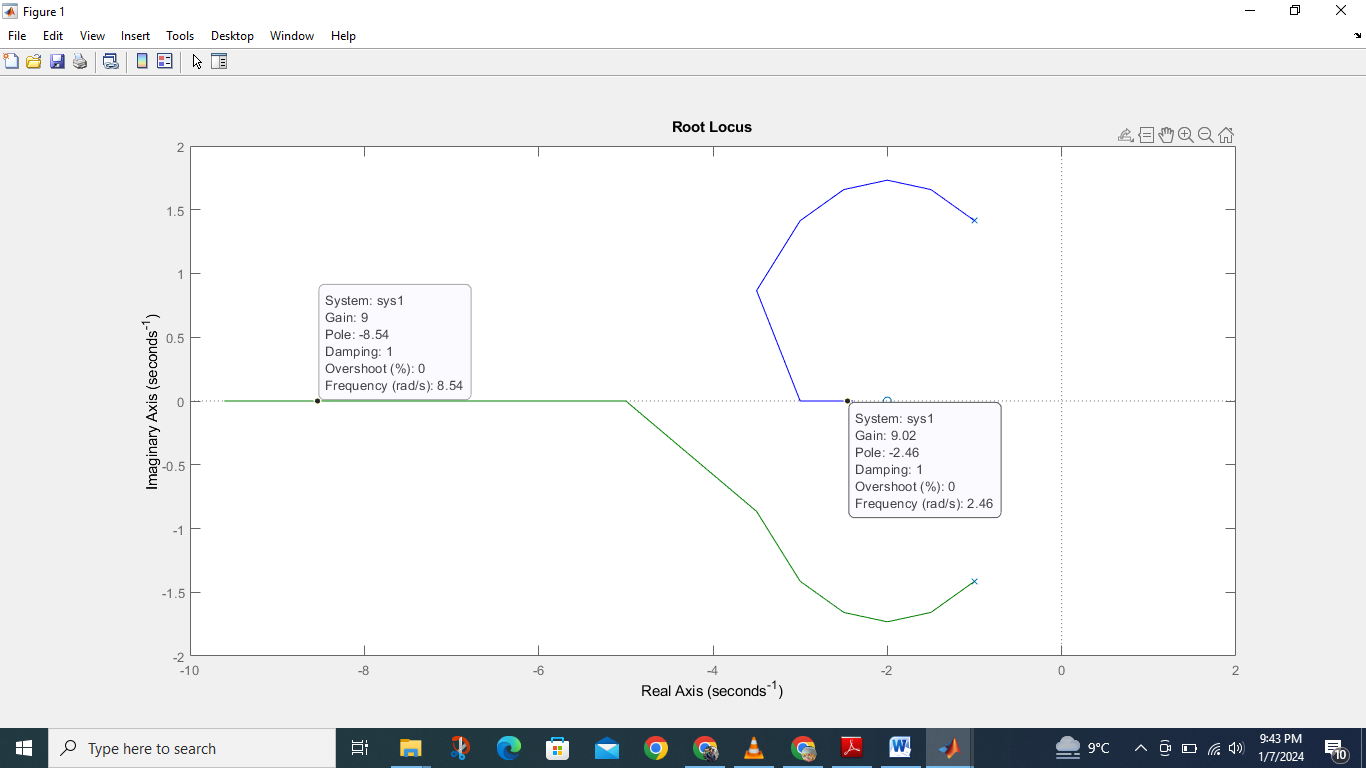 Figure 1
File Edit View Insert Tools Desktop Window Help
Root Locus
2
1.5
1
0.5
0
-0.5
-1
-1.5
-2
Imaginary Axis (seconds-1)
System: sys1
Gain: 9
Pole: -8.54
Damping: 1
Overshoot (%): 0
Frequency (rad/s): 8.54
System: sys1
Gain: 9.02
Pole: -2.46
Damping: 1
Overshoot (%): 0
Frequency (rad/s): 2.46
-10 -8 -6 -4 -2 0 2
Real Axis (seconds-1)
Type here to search
W
9°C
9:43 PM
1/7/2024
10